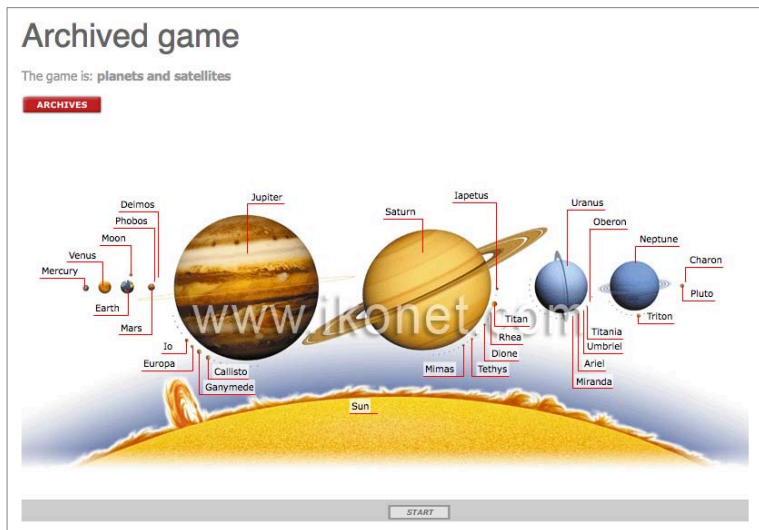 Archived game
The game is: planets and satellites
ARCHIVES
Deimos
Phobos
Moon
Venus
Mercury
Earth
Mars
Jupiter
Io
Europa
Callisto
Ganymede
Saturn
Iapetus
Titan
Rhea
Dione
Tethys
Mimas
Uranus
Oberon
Titania
Umbriel
Ariel
Miranda
Neptune
Triton
Charon
Pluto
www.ikonet.com
Sun
START